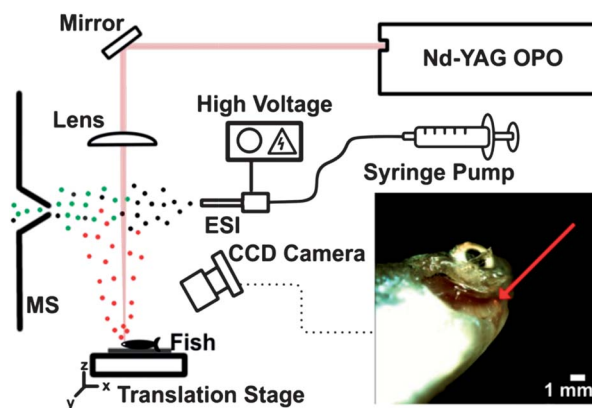 Mirror
Nd-YAG OPO
High Voltage
Lens
Syringe Pump
ESI
CCD Camera
MS
Fish
z
x
y
Translation Stage
1 mm